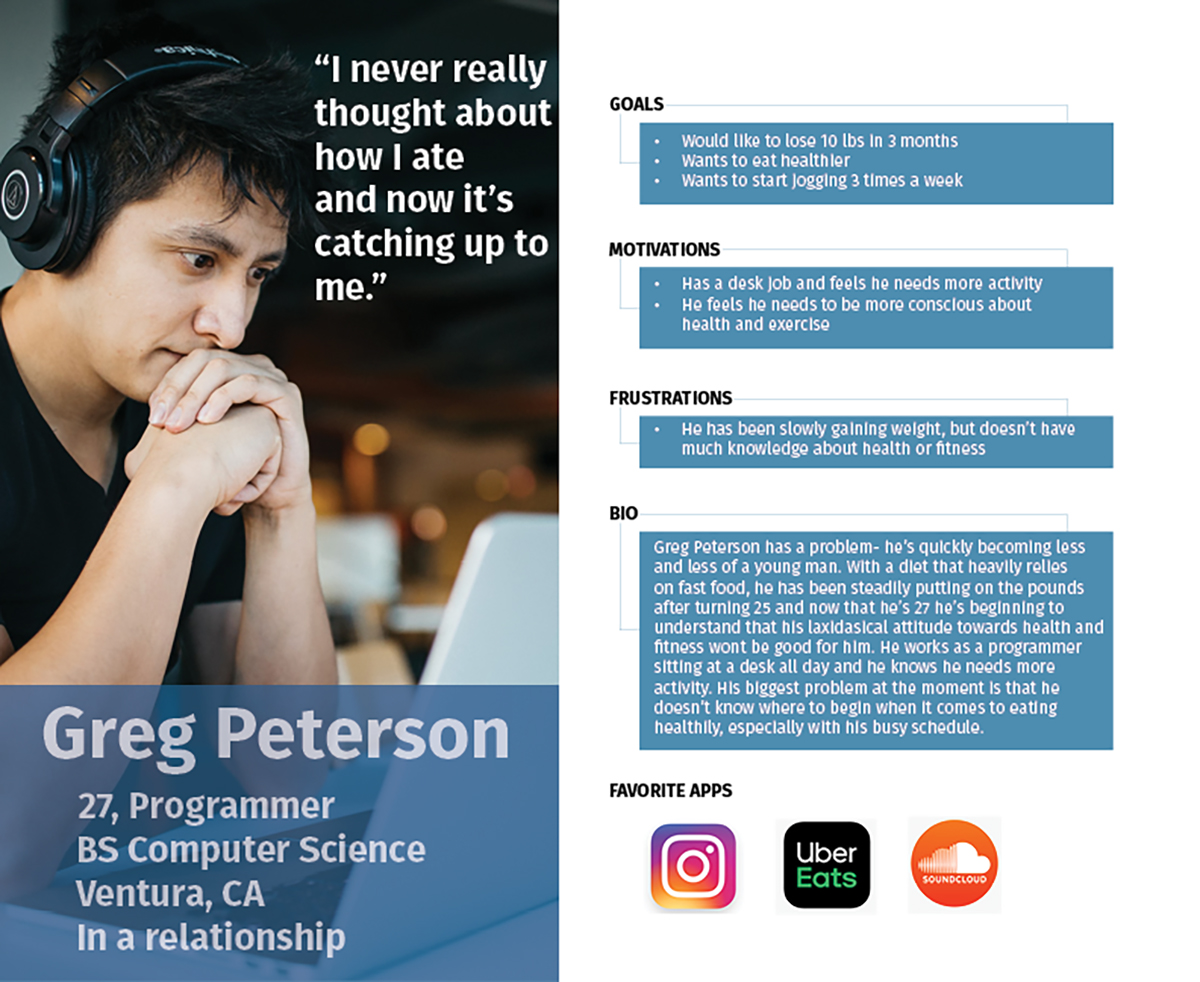 “I never really
thought about
how I ate
and now it’s
catching up to
me.”
Greg Peterson
27, Programmer
BS Computer Science
Ventura, CA
In a relationship
GOALS
• Would like to lose 10 lbs in 3 months
• Wants to eat healthier
• Wants to start jogging 3 times a week
MOTIVATIONS
• Has a desk job and feels he needs more activity
• He feels he needs to be more conscious about
health and exercise
FRUSTRATIONS
• He has been slowly gaining weight, but doesn’t have
much knowledge about health or fitness
BIO
Greg Peterson has a problem- he’s quickly becoming less
and less of a young man. With a diet that heavily relies
on fast food, he has been steadily putting on the pounds
after turning 25 and now that he’s 27 he’s beginning to
understand that his laxidasical attitude towards health and
fitness wont be good for him. He works as a programmer
sitting at a desk all day and he knows he needs more
activity. His biggest problem at the moment is that he
doesn’t know where to begin when it comes to eating
healthily, especially with his busy schedule.
FAVORITE APPS
Uber
Eats
SOUNDCLOUD